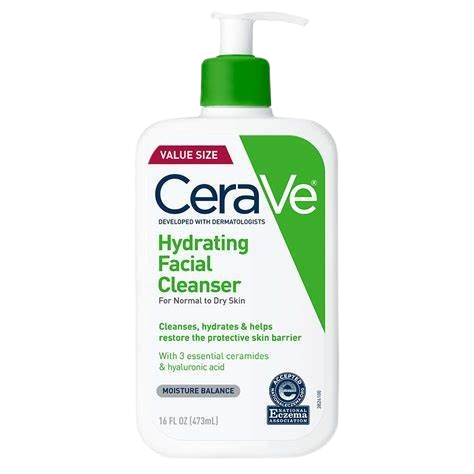 VALUE SIZE
CeraVe®
DEVELOPED WITH DERMATOLOGISTS
Hydrating
Facial
Cleanser
For Normal to Dry Skin
Cleanses, hydrates & helps
restore the protective skin barrier
With 3 essential ceramides
& hyaluronic acid
MOISTURE BALANCE
16 FL OZ (473mL)
ACCEPTED
NATIONAL
Eczema
ASSOCIATION